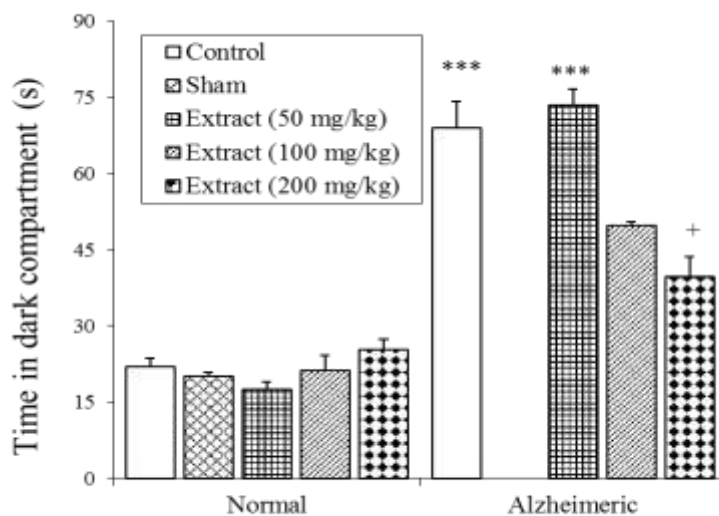 Time in dark compartment (s)
90
75
60
45
30
15
0
Control
Sham
Extract (50 mg/kg)
Extract (100 mg/kg)
Extract (200 mg/kg)
***
***
+
Normal
Alzheimeric